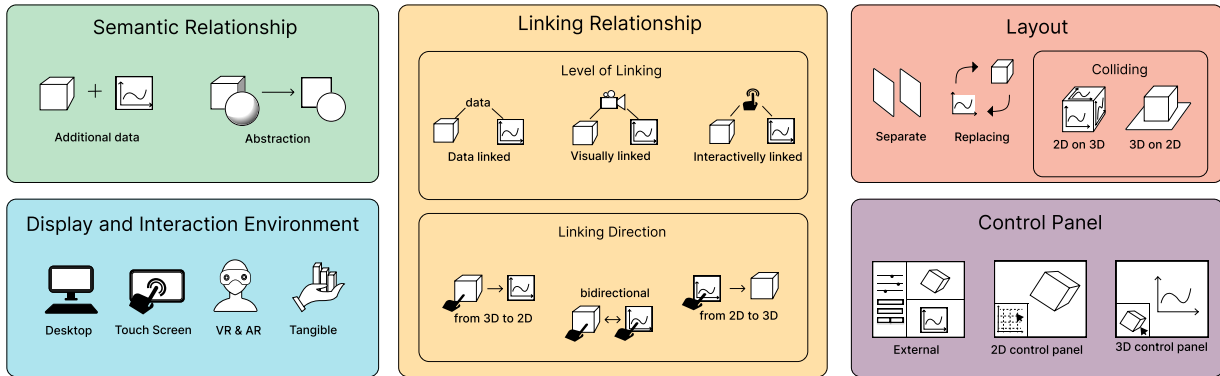 Semantic Relationship
Additional data
Abstraction
Linking Relationship
Level of Linking
data
Data linked
Visually linked
Interactivelly linked
Linking Direction
from 3D to 2D
bidirectional
from 2D to 3D
Layout
Separate
Replacing
Colliding
2D on 3D
3D on 2D
Display and Interaction Environment
Desktop
Touch Screen
VR & AR
Tangible
Control Panel
External
2D control panel
3D control panel